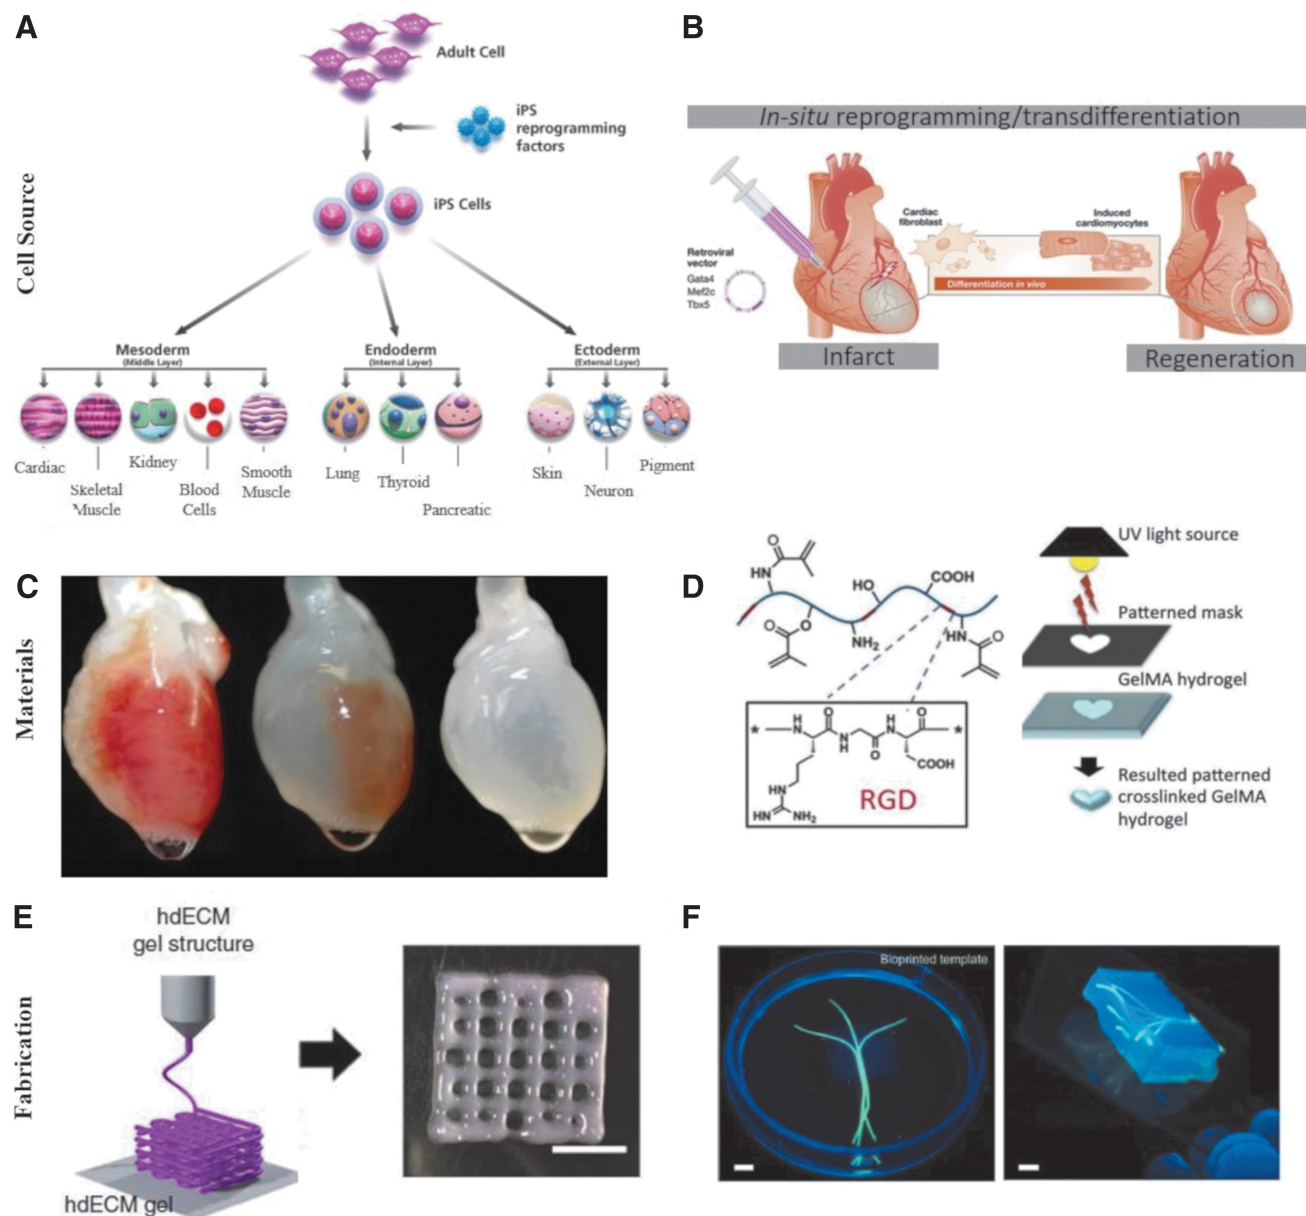 A
Cell Source
Adult Cell
iPS
reprogramming
factors
iPS Cells
Mesoderm
(Middle Layer)
Endoderm
(Internal Layer)
Ectoderm
(External Layer)
Cardiac
Skeletal
Muscle
Kidney
Blood
Cells
Smooth
Muscle
Lung
Thyroid
Pancreatic
Skin
Neuron
Pigment
B
In-situ reprogramming/transdifferentiation
Retroviral
vector
Gata4
Mef2c
Tbx5
Cardiac
fibroblast
Induced
cardiomyocytes
Differentiation in vivo
Infarct
Regeneration
C
Materials
D
O
HN
O
O
HO
NH2
COOH
HN
O
*
H
N
O
N
H
O
H
N
O
*
COOH
HN
HN
NH2
RGD
UV light source
Patterned mask
GelMA hydrogel
Resulted patterned
crosslinked GelMA
hydrogel
E
Fabrication
hdECM
gel structure
hdECM gel
F
Bioprinted template